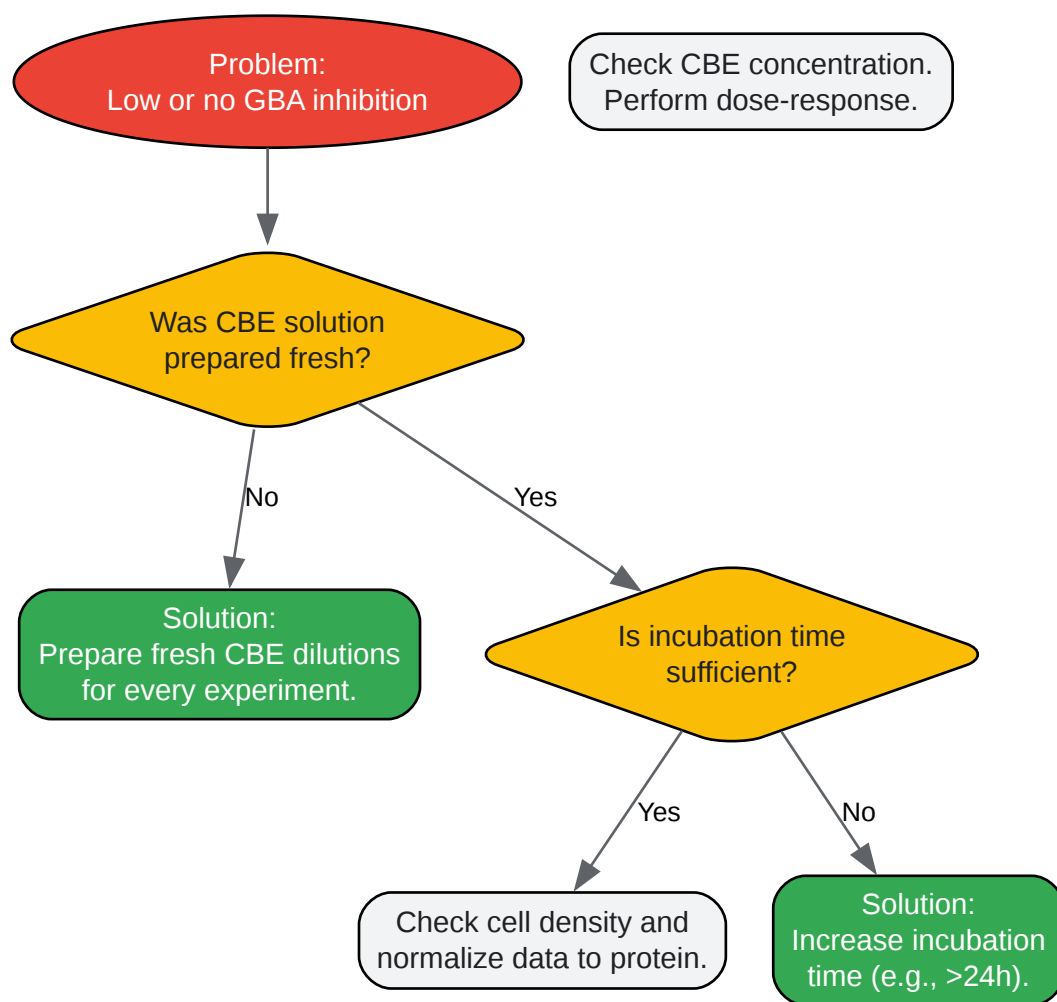 Problem:
Low or no GBA inhibition
Check CBE concentration.
Perform dose-response.
Was CBE solution
prepared fresh?
No
Yes
Solution:
Prepare fresh CBE dilutions
for every experiment.
Is incubation time
sufficient?
Yes
No
Check cell density and
normalize data to protein.
Solution:
Increase incubation
time (e.g., >24h).